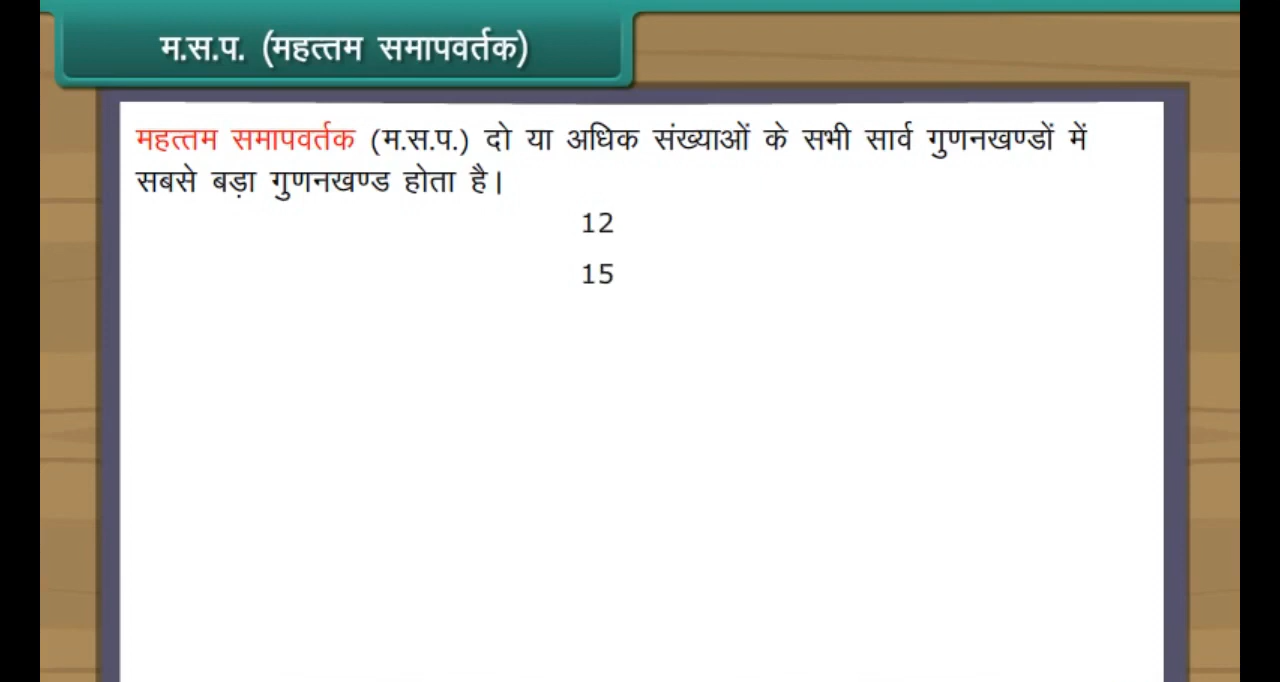 म.स.प. (महत्तम समापवर्तक)
महत्तम समापवर्तक (म.स.प.) दो या अधिक संख्याओं के सभी सार्व गुणनखण्डों में
सबसे बड़ा गुणनखण्ड होता है।
12
15